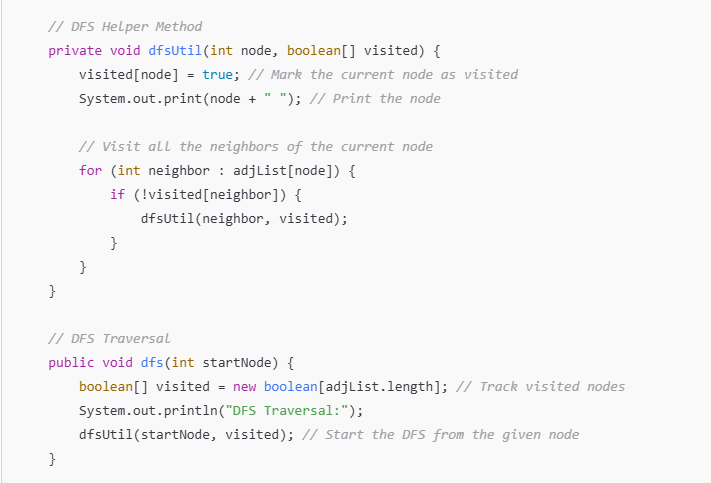 // DFS Helper Method
private void dfsUtil(int node, boolean[] visited) {
    visited[node] = true; // Mark the current node as visited
    System.out.print(node + " "); // Print the node

    // Visit all the neighbors of the current node
    for (int neighbor : adjList[node]) {
        if (!visited[neighbor]) {
            dfsUtil(neighbor, visited);
        }
    }
}

// DFS Traversal
public void dfs(int startNode) {
    boolean[] visited = new boolean[adjList.length]; // Track visited nodes
    System.out.println("DFS Traversal:");
    dfsUtil(startNode, visited); // Start the DFS from the given node
}